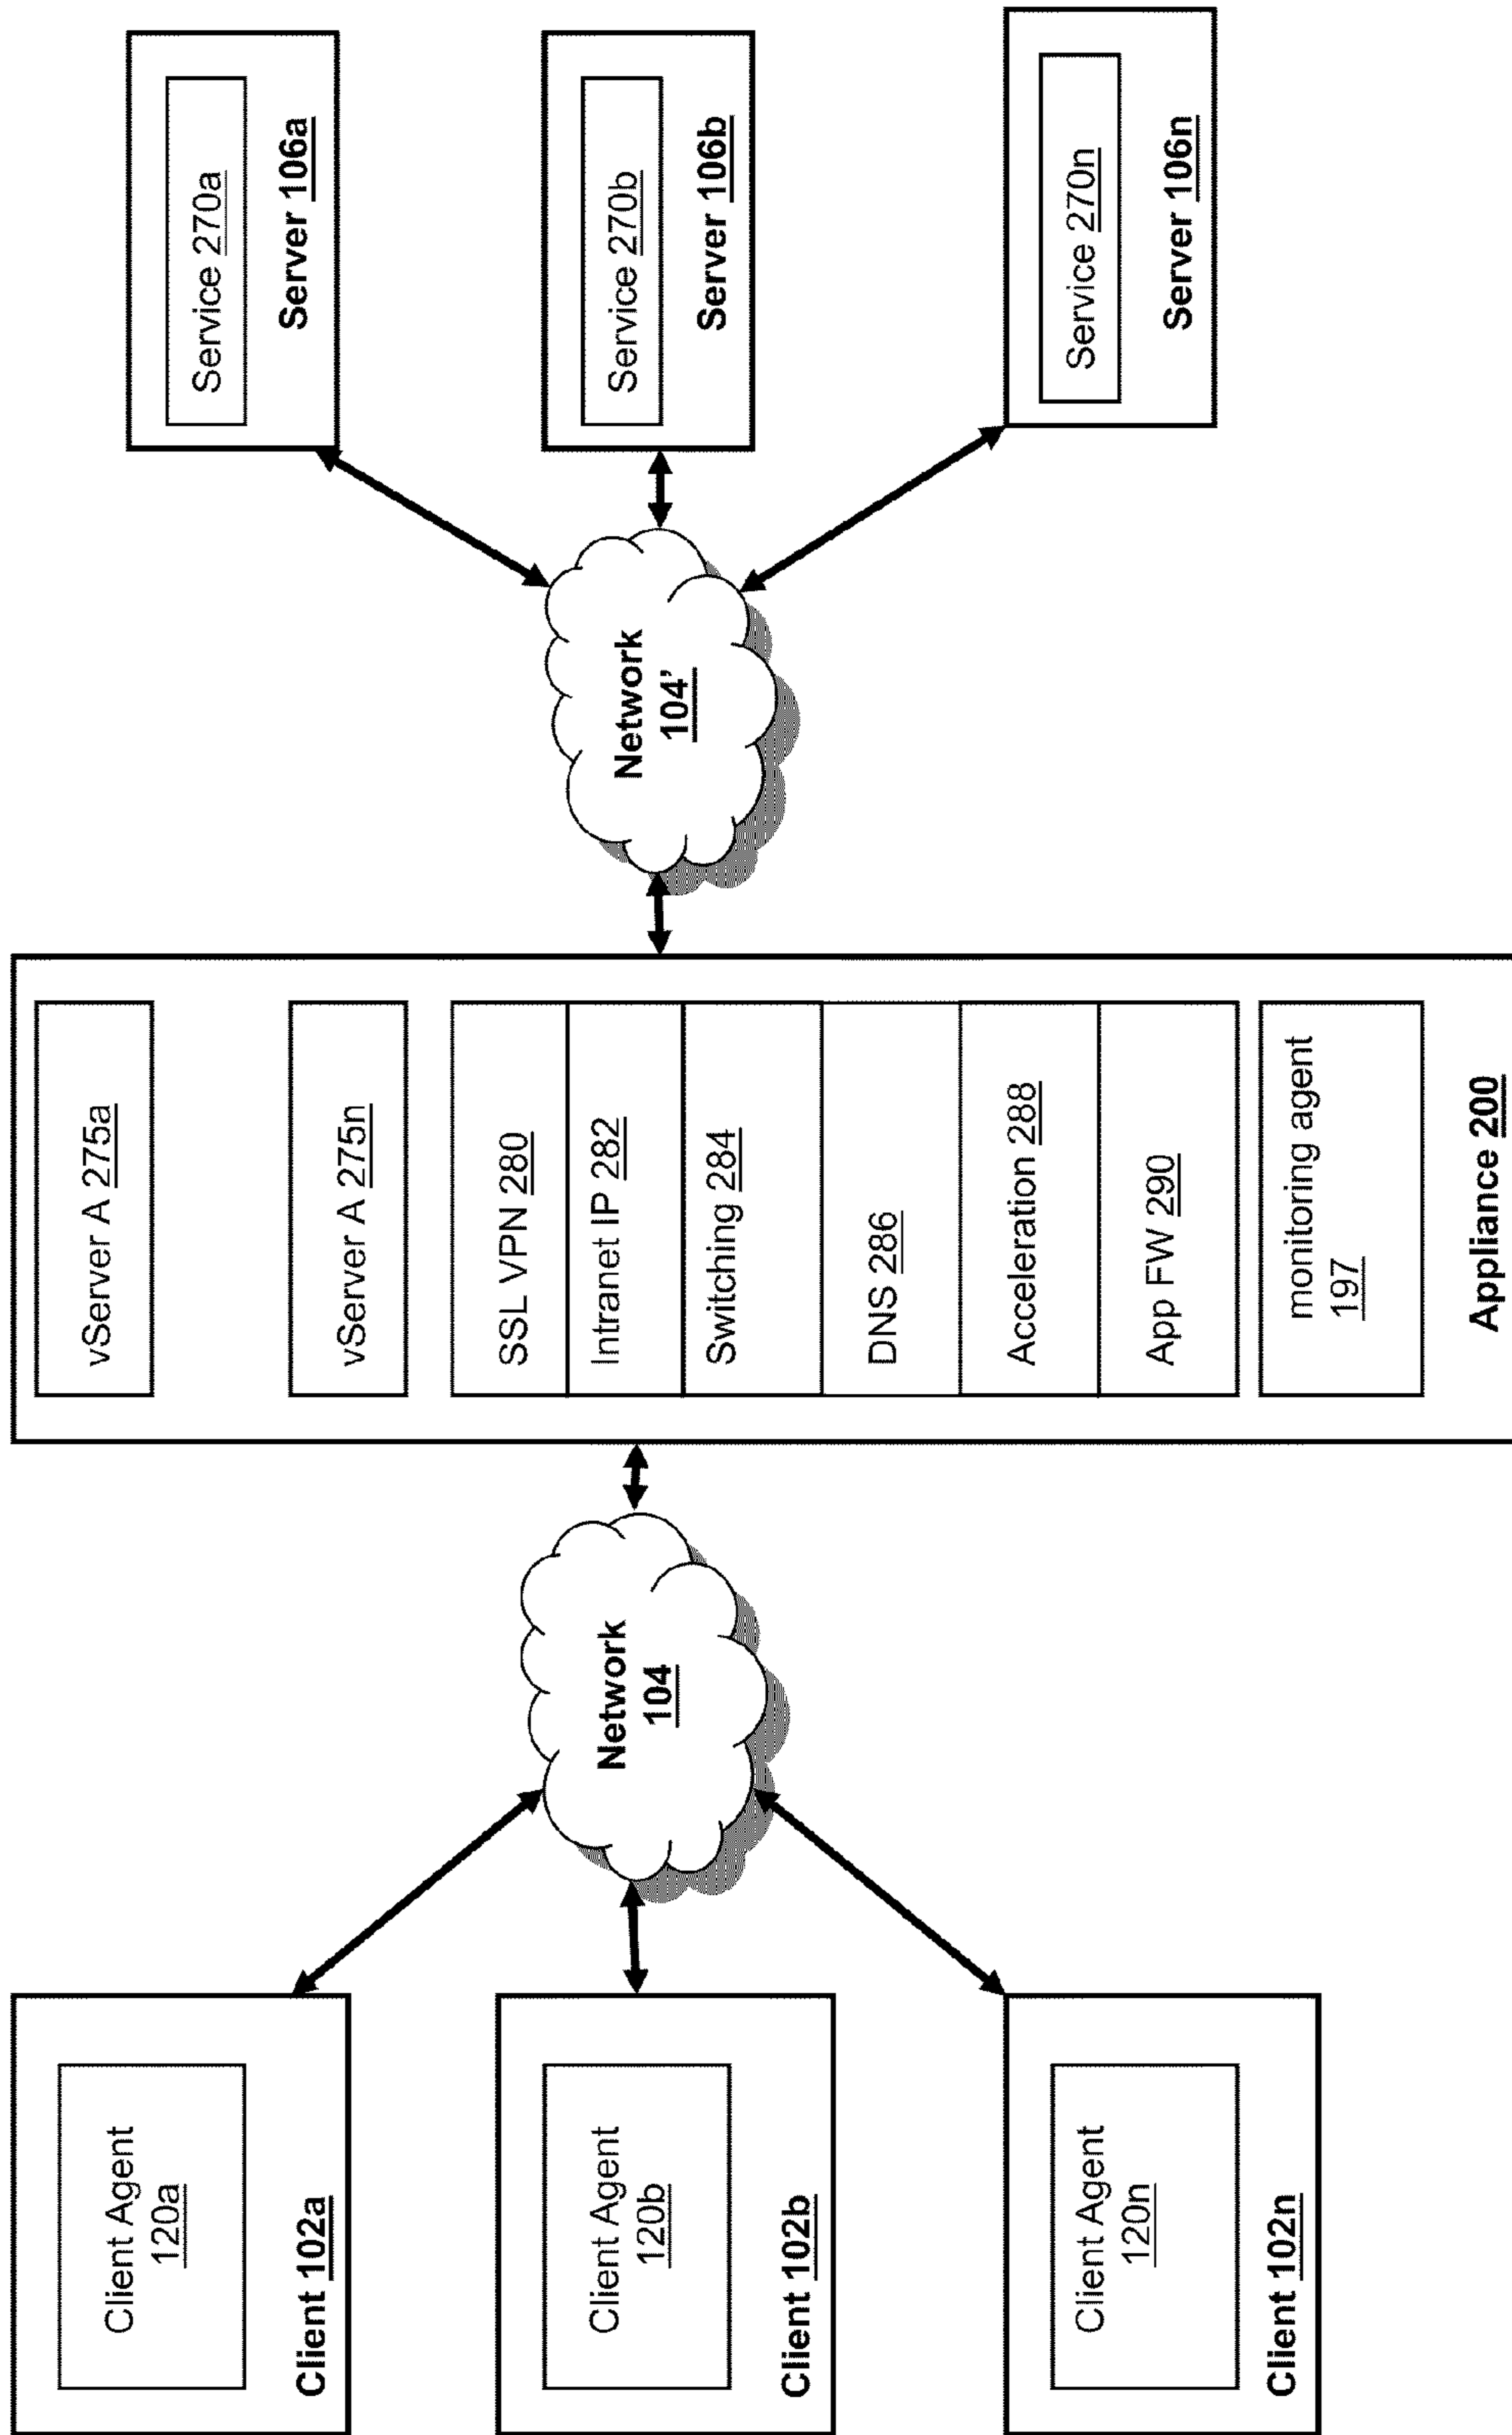 Client Agent
120a
Client 102a
Client Agent
120b
Client 102b
Client Agent
120n
Client 102n
Network
104
vServer A 275a
vServer A 275n
SSL VPN 280
Intranet IP 282
Switching 284
DNS 286
Acceleration 288
App FW 290
monitoring agent
197
Appliance 200
Network
104'
Service 270a
Server 106a
Service 270b
Server 106b
Service 270n
Server 106n